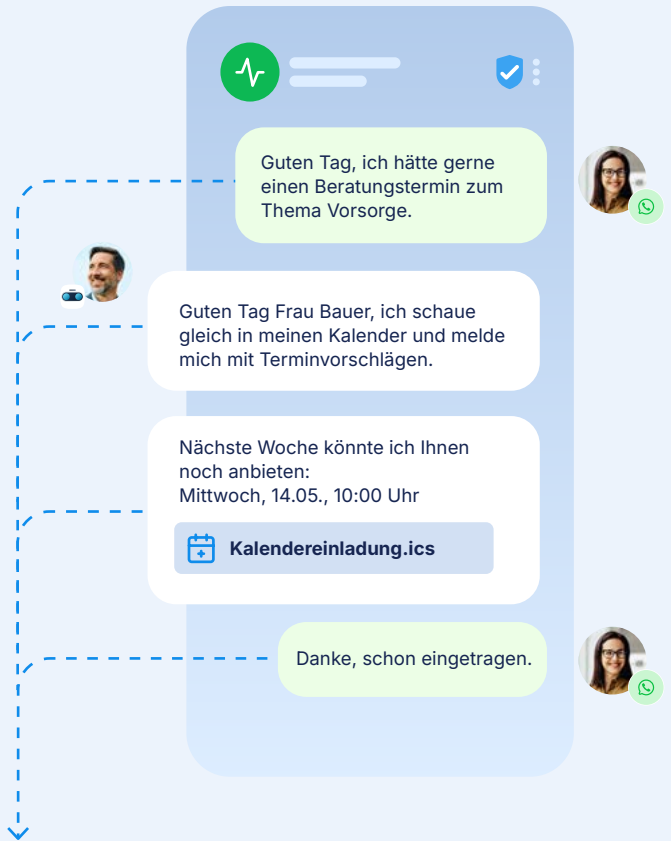 Guten Tag, ich hätte gerne
einen Beratungstermin zum
Thema Vorsorge.
Guten Tag Frau Bauer, ich schaue
gleich in meinen Kalender und melde
mich mit Terminvorschlägen.
Nächste Woche könnte ich Ihnen
noch anbieten:
Mittwoch, 14.05., 10:00 Uhr
Kalendereinladung.ics
Danke, schon eingetragen.